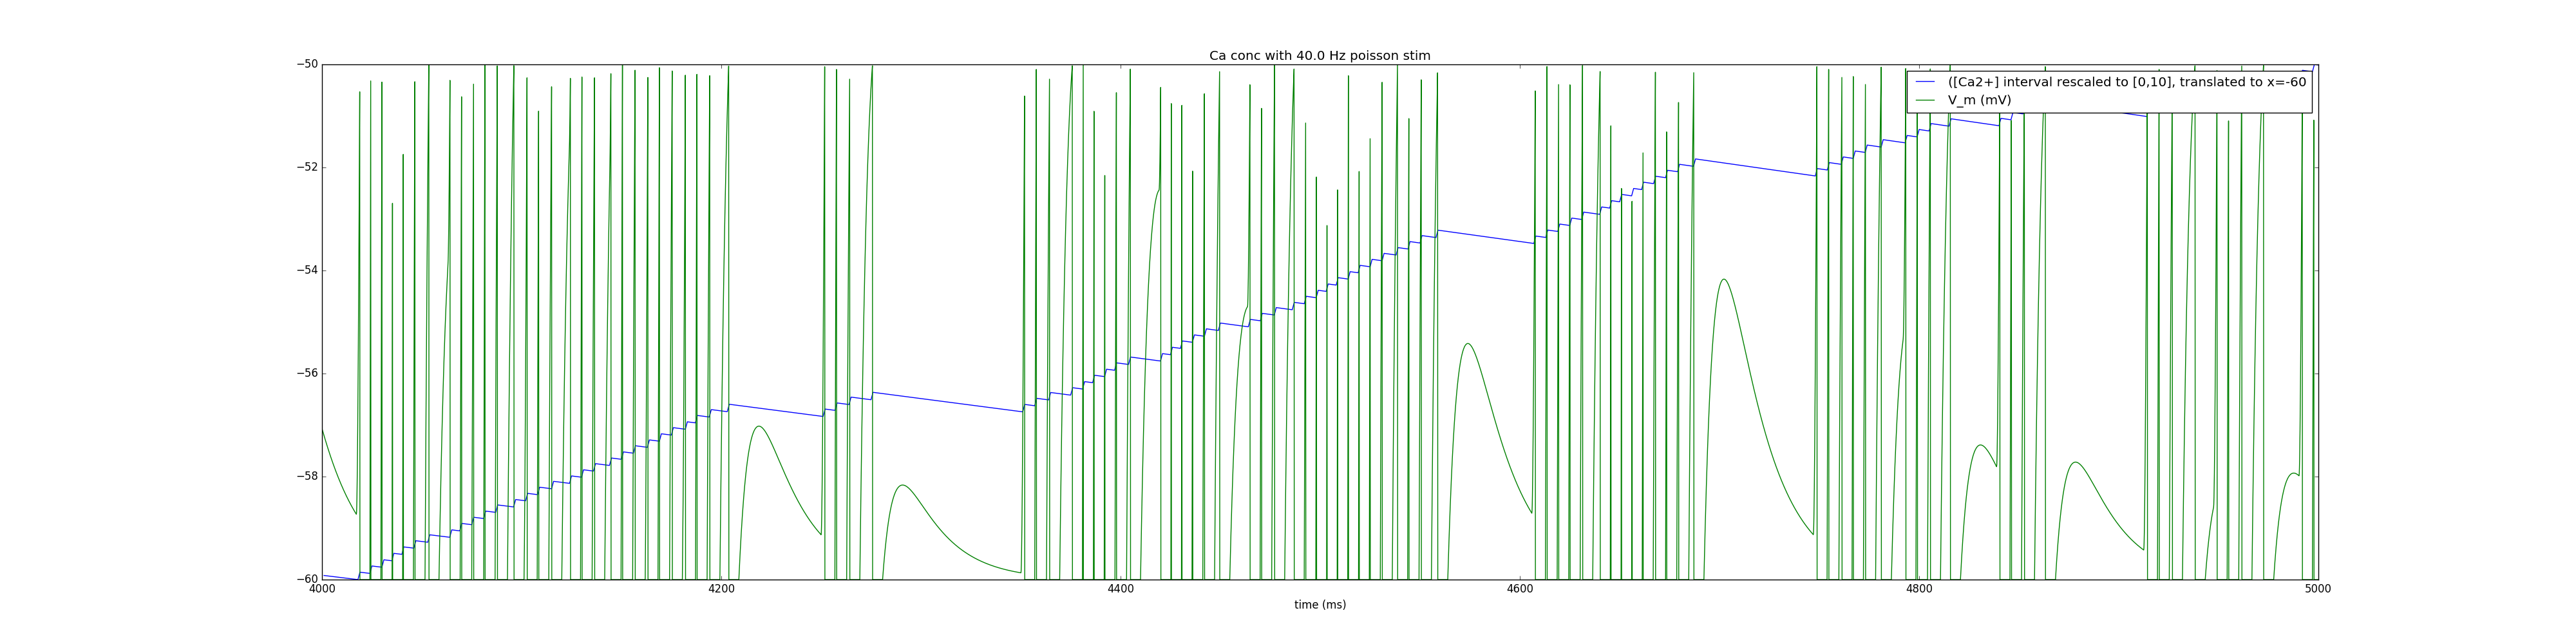 Ca conc with 40.0 Hz poisson stim
−50
([Ca2+] interval rescaled to [0,10], translated to x=-60
V_m (mV)
−52
−54
−56
−58
−60
4000 4200 4400 4600 4800 5000
time (ms)